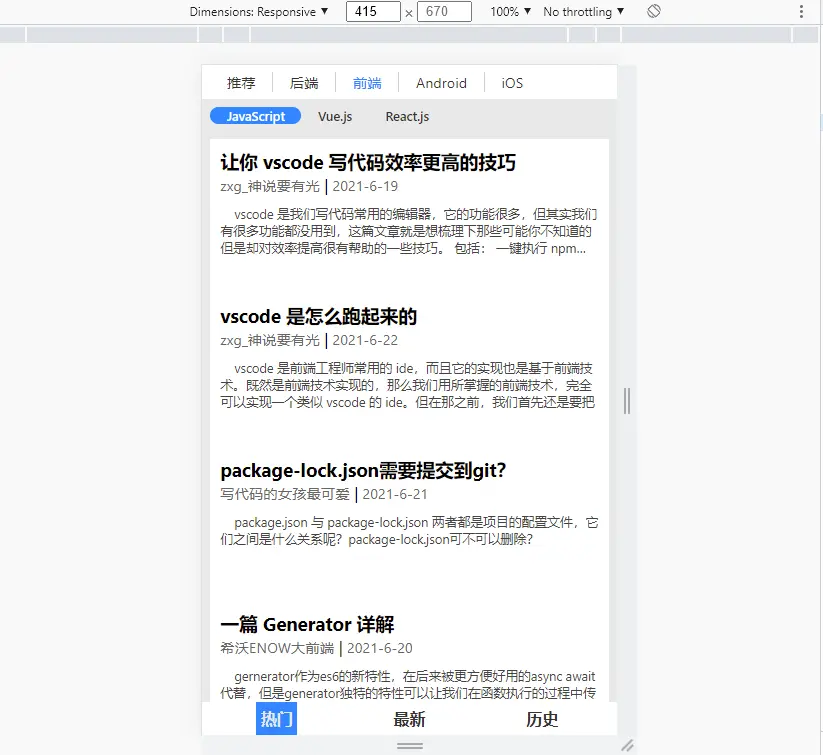 Dimensions: Responsive ▼ 415 × 670 100% ▼ No throttling ▼
推荐 后端 前端 Android iOS
JavaScript Vue.js React.js
让你 vscode 写代码效率更高的技巧
zxg_神说要有光 | 2021-6-19
vscode 是我们写代码常用的编辑器，它的功能很多，但其实我们
有很多功能都没用到，这篇文章就是想梳理下那些可能你不知道的
但是却对效率提高很有帮助的一些技巧。 包括： 一键执行 npm...
vscode 是怎么跑起来的
zxg_神说要有光 | 2021-6-22
vscode 是前端工程师常用的 ide，而且它的实现也是基于前端技
术。既然是前端技术实现的，那么我们用所掌握的前端技术，完全
可以实现一个类似 vscode 的 ide。但在那之前，我们首先还是要把
package-lock.json需要提交到git?
写代码的女孩最可爱 | 2021-6-21
package.json 与 package-lock.json 两者都是项目的配置文件，它
们之间是什么关系呢？package-lock.json可不可以删除？
一篇 Generator 详解
希沃ENOW大前端 | 2021-6-20
gernerator作为es6的新特性，在后来被更方便好用的async await
代替，但是generator独特的特性可以让我们在函数执行的过程中传
热门 最新 历史